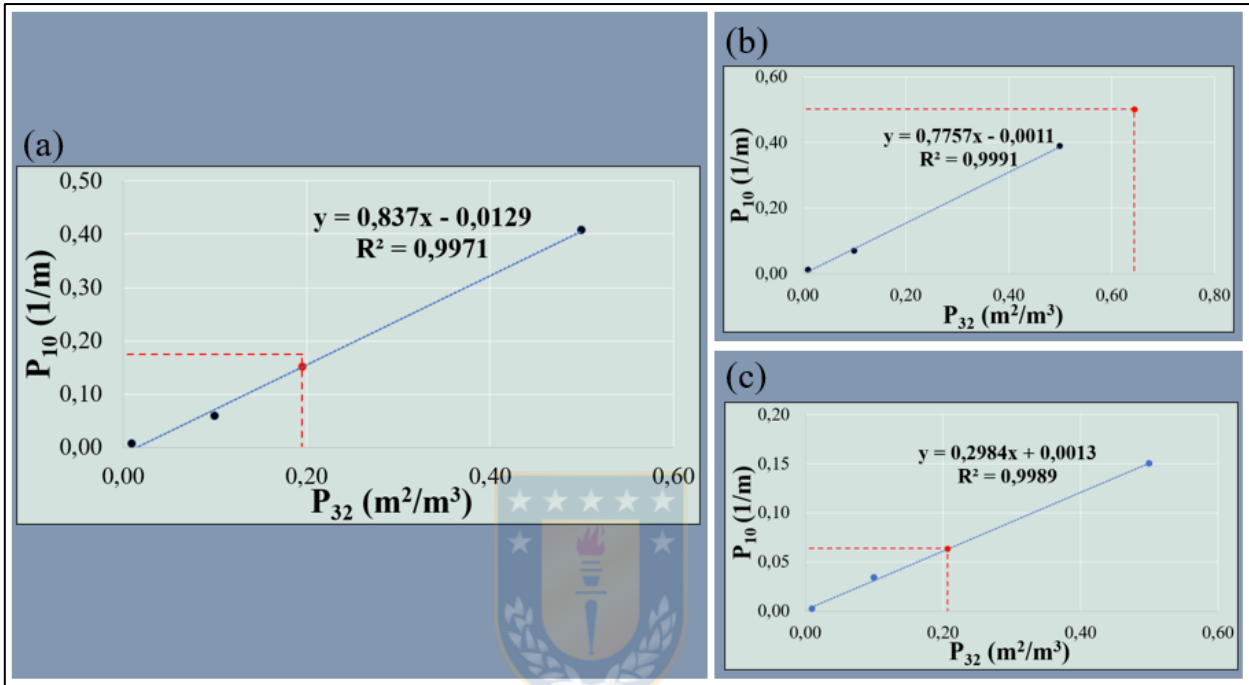 (a)
0,50
0,40
0,30
0,20
0,10
0,00
P₁₀ (1/m)
y = 0,837x - 0,0129
R² = 0,9971
0,00 0,20 0,40 0,60
P₃₂ (m²/m³)
(b)
0,60
0,40
0,20
0,00
P₁₀ (1/m)
y = 0,7757x - 0,0011
R² = 0,9991
0,00 0,20 0,40 0,60 0,80
P₃₂ (m²/m³)
(c)
0,20
0,15
0,10
0,05
0,00
P₁₀ (1/m)
y = 0,2984x + 0,0013
R² = 0,9989
0,00 0,20 0,40 0,60
P₃₂ (m²/m³)